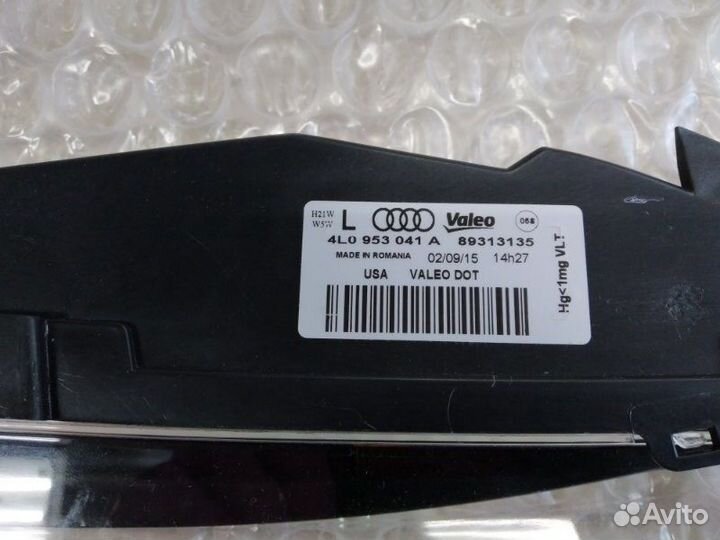 H21W
W5W
L Valeo 068
4L0 953 041 A 89313135
MADE IN ROMANIA 02/09/15 14h27
USA VALEO DOT
Hg<1mg VLT
Avito